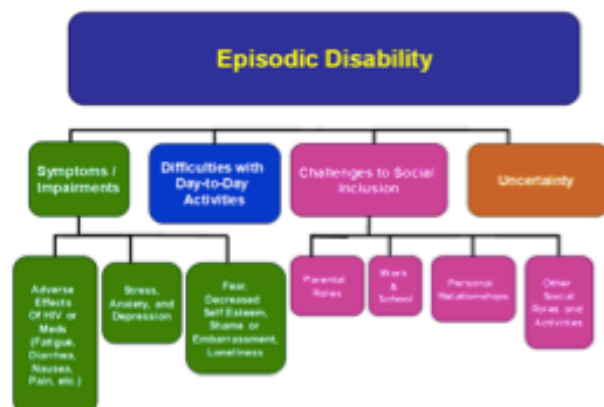 Episodic Disability
Symptoms /
Impairments
Difficulties with
Day-to-Day
Activities
Challenges to Social
Inclusion
Uncertainty
Adverse
Effects
Of HIV or
Meds
(Fatigue,
Diarrhea,
Nausea,
Pain, etc.)
Stress,
Anxiety, and
Depression
Fear,
Decreased
Self Esteem,
Shame or
Embarrassment,
Loneliness
Parental
Roles
Work
&
School
Personal
Relationships
Other
Social
Roles and
Activities